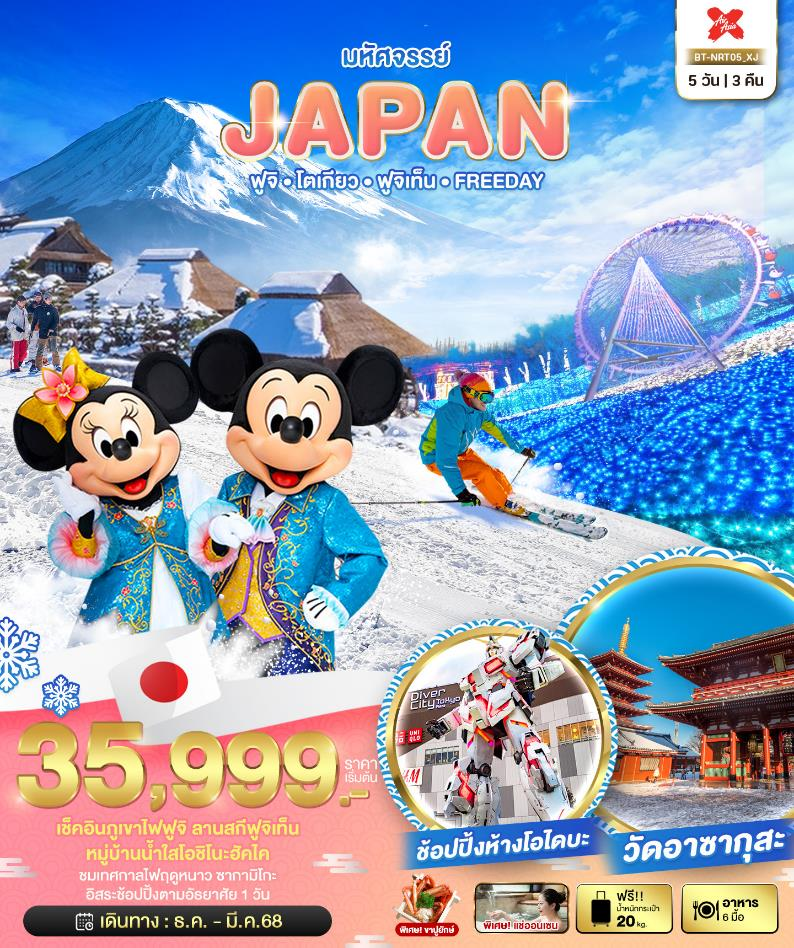 Air Asia
BT-NRT05_XJ
5 วัน | 3 คืน
มหัศจรรย์
JAPAN
ฟูจิ • โตเกียว • ฟูจิเท็น • FREEDAY
Diver
City Tokyo
Plaza
UNI
QLO
H&M
35,999.-
ราคา
เริ่มต้น
เช็คอินภูเขาไฟฟูจิ ลานสกีฟูจิเท็น
หมู่บ้านน้ำใสโอชิโนะฮัคไค
ชมเทศกาลไฟฤดูหนาว ซากามิโกะ
อิสระช้อปปิ้งตามอัธยาศัย 1 วัน
เดินทาง : ธ.ค. - มี.ค.68
ช้อปปิ้งห้างโอไดบะ
วัดอาซากุสะ
พิเศษ! ขาปูยักษ์
พิเศษ! แช่ออนเซน
ฟรี!!
น้ำหนักกระเป๋า
20 kg.
อาหาร
6 มื้อ